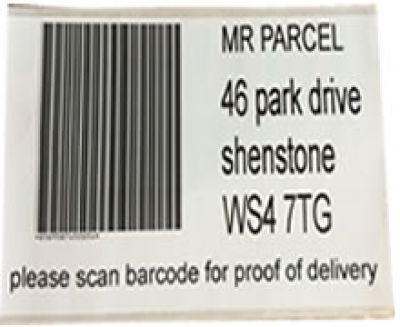 MR PARCEL
46 park drive
shenstone
WS4 7TG
please scan barcode for proof of delivery